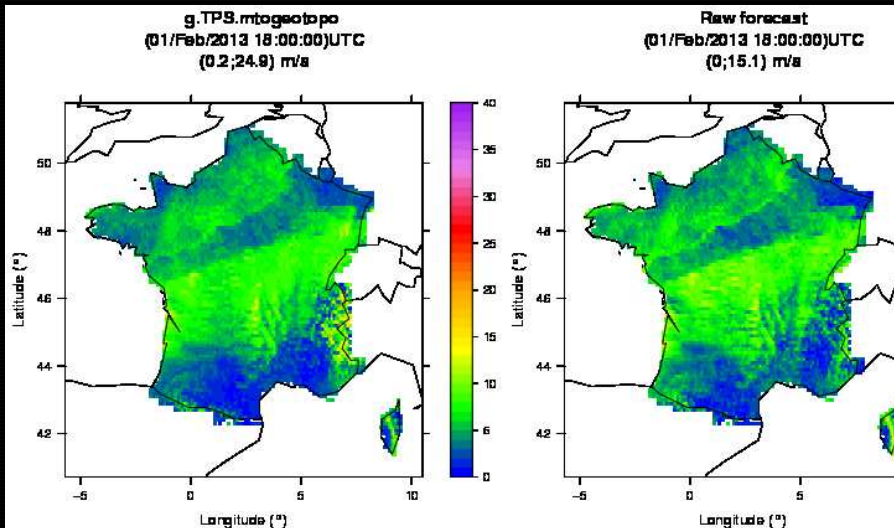 g.TPS.mtogeotopo
(01/Feb/2013 18:00:00)UTC
(0.2;24.9) m/s
Latitude (°)
50
48
46
44
42
−5
0
5
10
Longitude (°)
40
35
30
25
20
15
10
5
0
Raw forecast
(01/Feb/2013 18:00:00)UTC
(0;15.1) m/s
Latitude (°)
50
48
46
44
42
−5
0
5
Longitude (°)